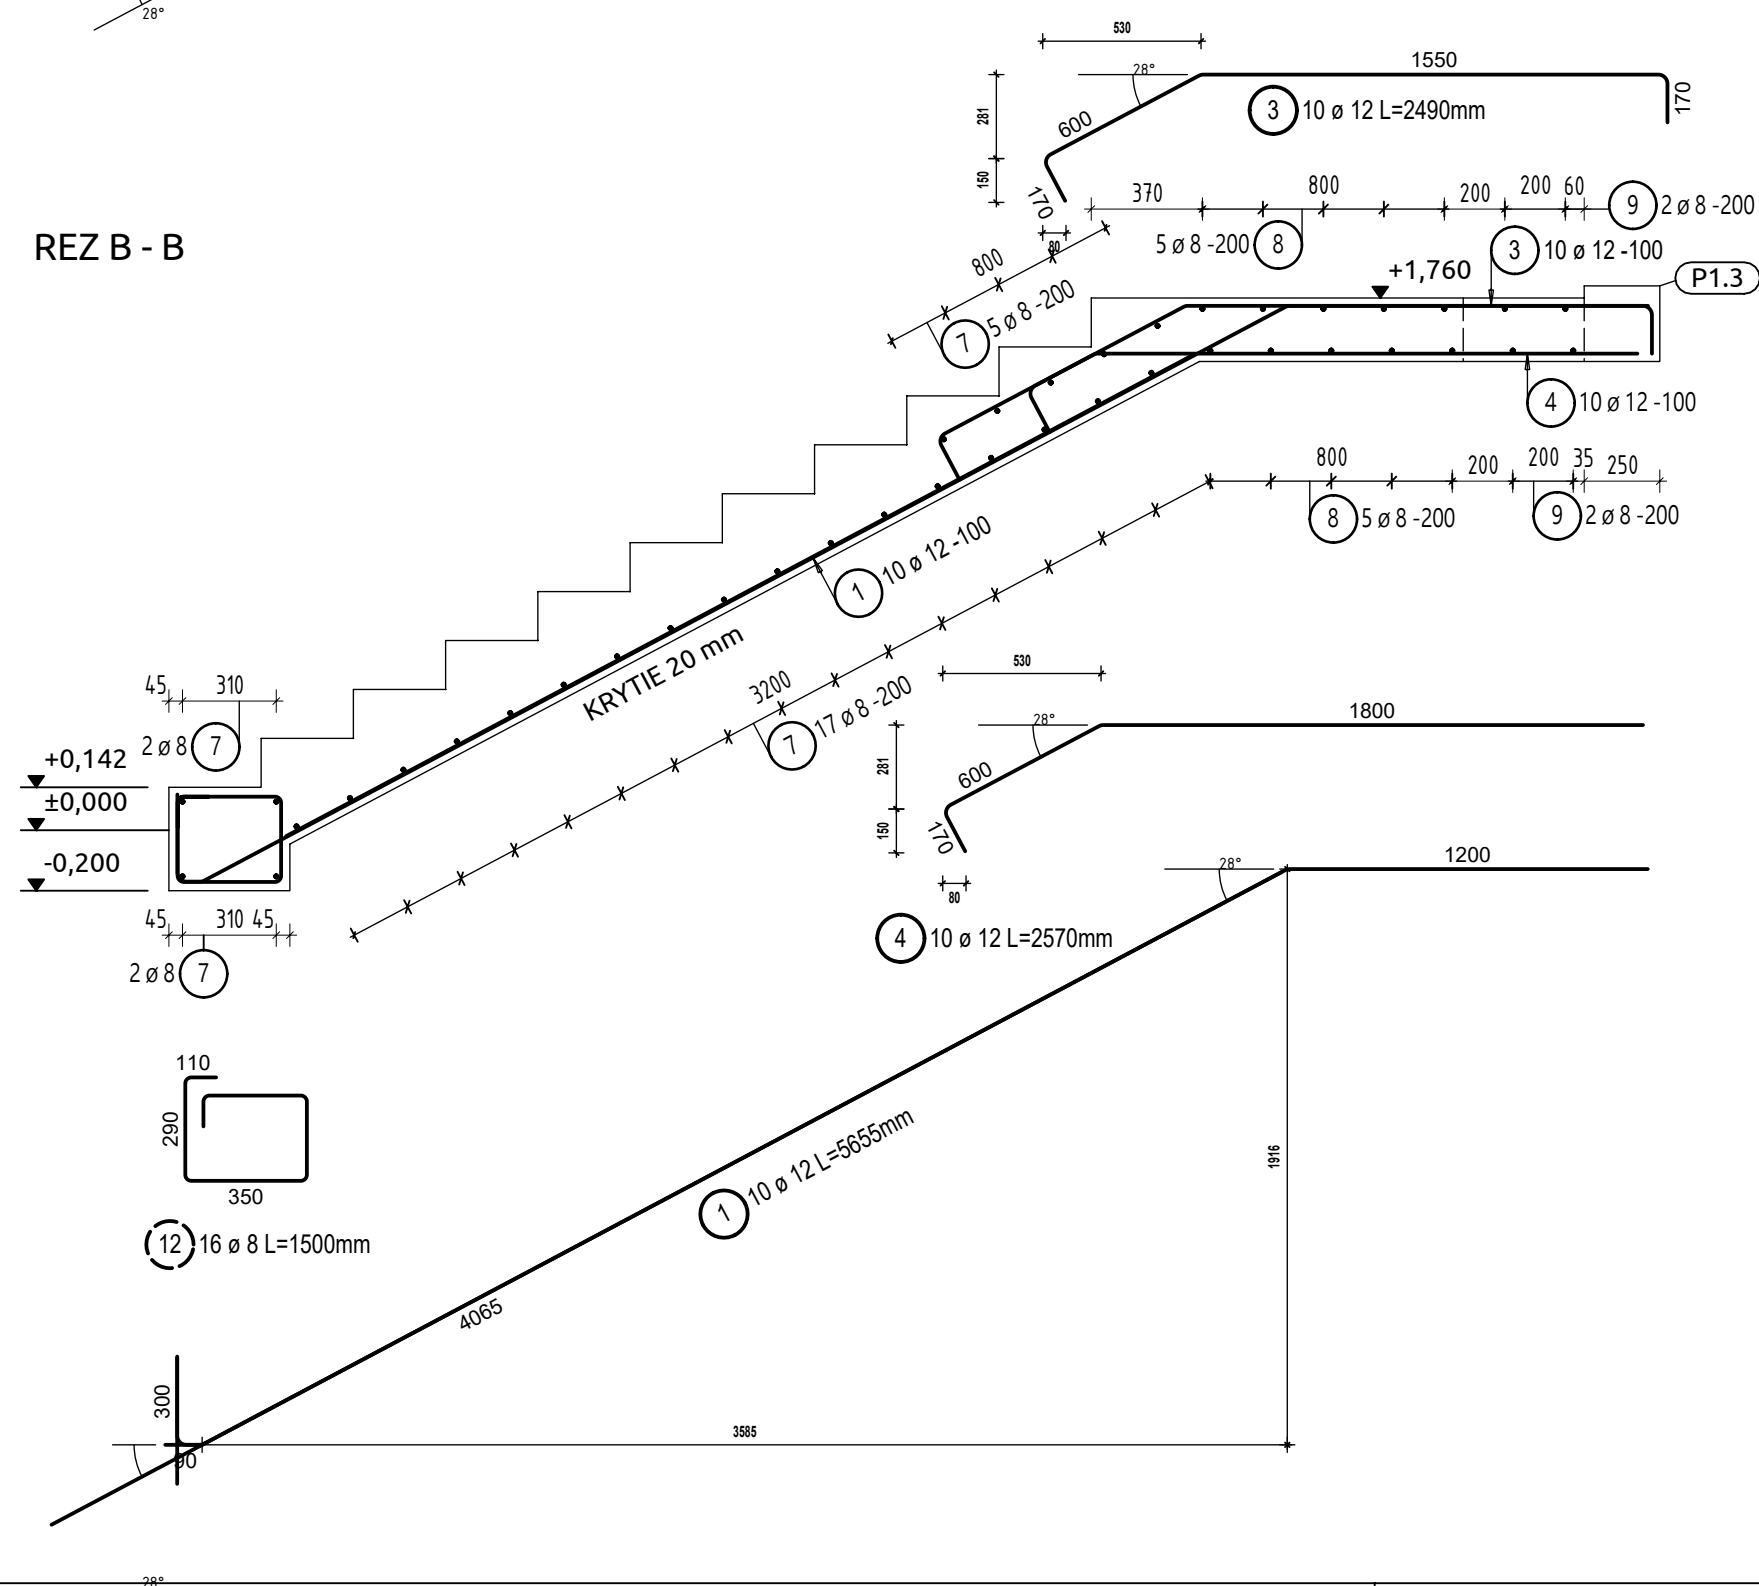 28°
530
1550
28°
170
281
600
3 10 ø 12 L=2490mm
150
170
80
370 800 200 200 60
9 2 ø 8 -200
5 ø 8 -200 8
3 10 ø 12 -100
REZ B - B
800
7 5 ø 8 -200
+1,760
P1.3
4 10 ø 12 -100
800 200 200 35 250
8 5 ø 8 -200
9 2 ø 8 -200
1 10 ø 12 -100
KRYTIE 20 mm
3200
7 17 ø 8 -200
45 310
2 ø 8 7
+0,142
±0,000
-0,200
45 310 45
2 ø 8 7
530
1800
28°
281
600
150
170
80
4 10 ø 12 L=2570mm
28°
1200
110
290
350
12 16 ø 8 L=1500mm
1 10 ø 12 L=5655mm
1916
4065
300
90
3585
28°